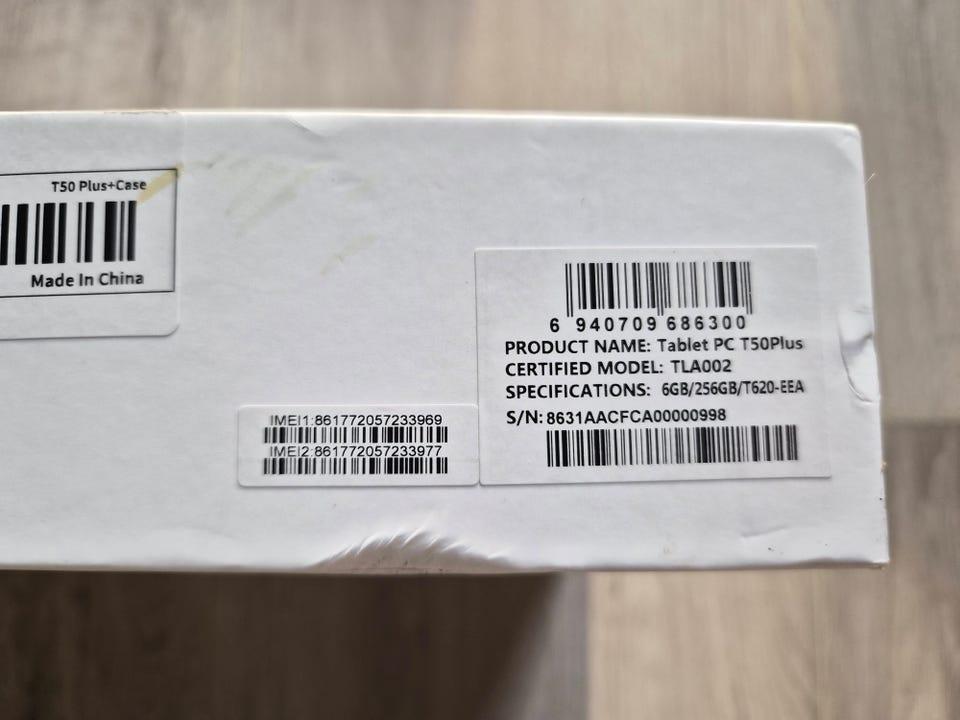 T50 Plus+Case
Made In China
6 940709 686300
PRODUCT NAME: Tablet PC T50Plus
CERTIFIED MODEL: TLA002
SPECIFICATIONS: 6GB/256GB/T620-EEA
S/N: 8631AACFCA00000998
IMEI1:861772057233969
IMEI2:861772057233977